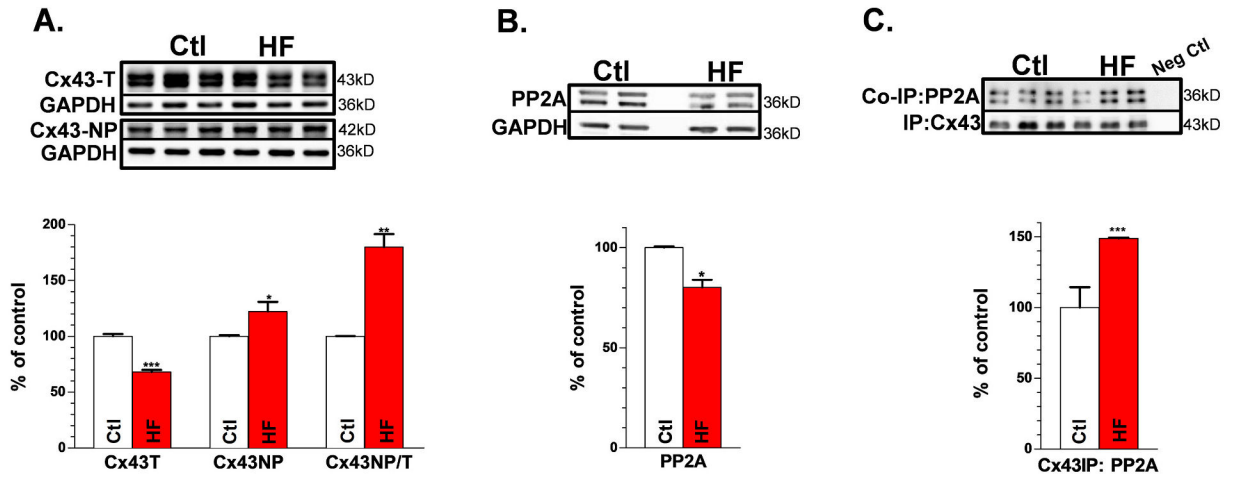 A.
Ctl HF
Cx43-T 43kD
GAPDH 36kD
Cx43-NP 42kD
GAPDH 36kD
% of control
200
150
100
50
0
***
*
**
Ctl HF Ctl HF Ctl HF
Cx43T Cx43NP Cx43NP/T
B.
Ctl HF
PP2A 36kD
GAPDH 36kD
% of control
100
50
0
*
Ctl HF
PP2A
C.
Ctl HF Neg Ctl
Co-IP:PP2A 36kD
IP:Cx43 43kD
% of control
150
100
50
0
***
Ctl HF
Cx43IP: PP2A